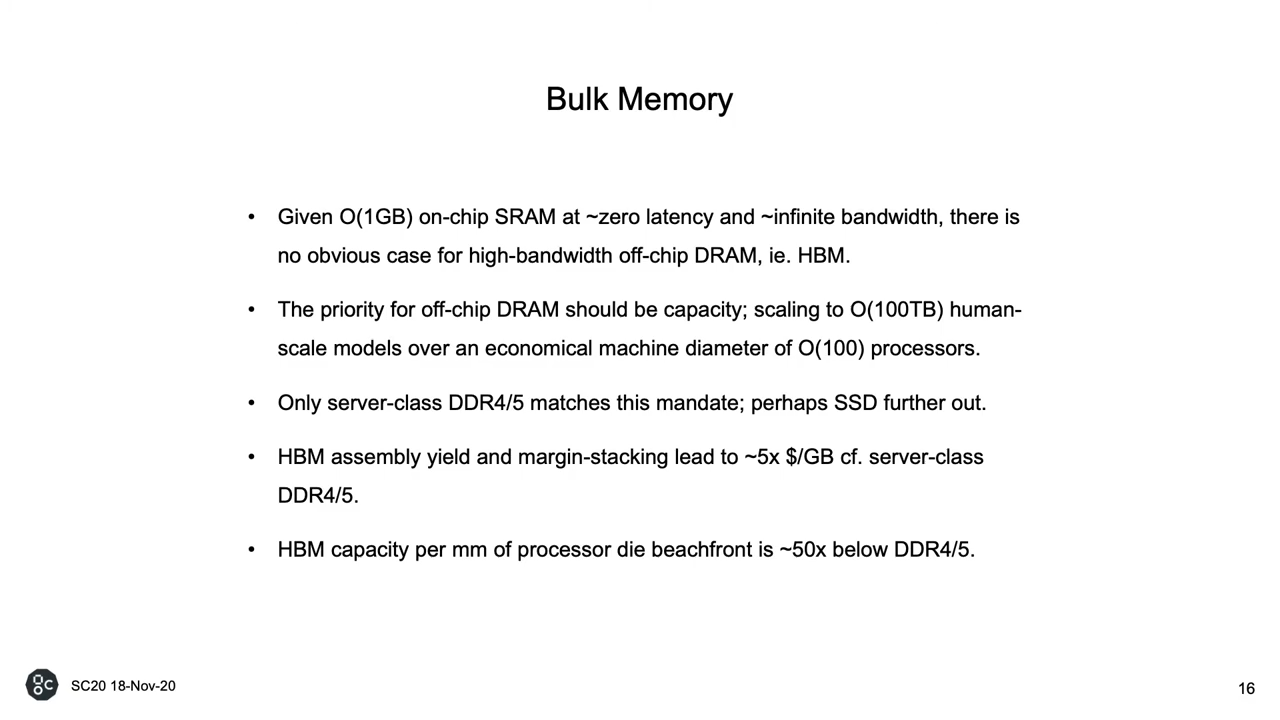 Bulk Memory
• Given O(1GB) on-chip SRAM at ~zero latency and ~infinite bandwidth, there is
no obvious case for high-bandwidth off-chip DRAM, ie. HBM.
• The priority for off-chip DRAM should be capacity; scaling to O(100TB) human-
scale models over an economical machine diameter of O(100) processors.
• Only server-class DDR4/5 matches this mandate; perhaps SSD further out.
• HBM assembly yield and margin-stacking lead to ~5x $/GB cf. server-class
DDR4/5.
• HBM capacity per mm of processor die beachfront is ~50x below DDR4/5.
SC20 18-Nov-20
16